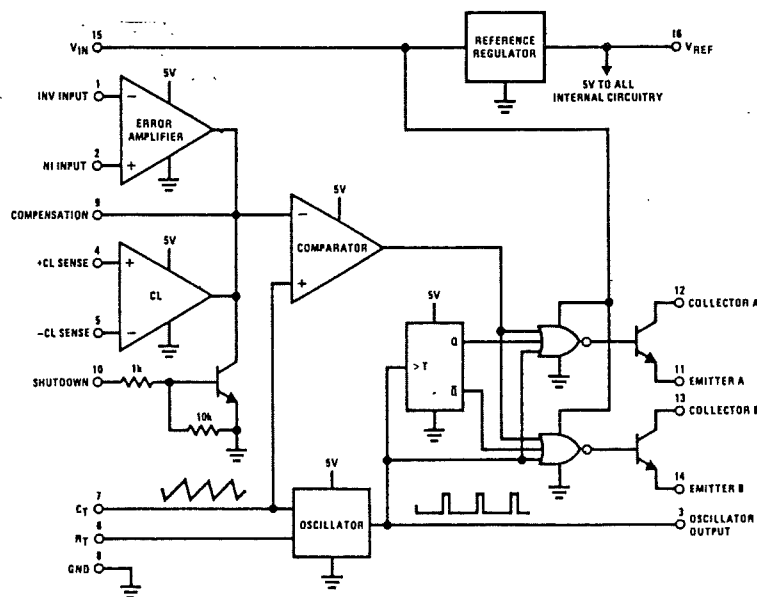 15
VIN
REFERENCE
REGULATOR
16
VREF
5V TO ALL
INTERNAL CIRCUITRY
1
INV INPUT
5V
−
ERROR
AMPLIFIER
2
NI INPUT
+
9
COMPENSATION
5V
−
COMPARATOR
+
4
+CL SENSE
5V
+
CL
5
−CL SENSE
−
10
SHUTDOWN
1k
10k
5V
Q
>T
Q̅
12
COLLECTOR A
11
EMITTER A
13
COLLECTOR B
14
EMITTER B
7
CT
5V
OSCILLATOR
6
RT
3
OSCILLATOR
OUTPUT
8
GND